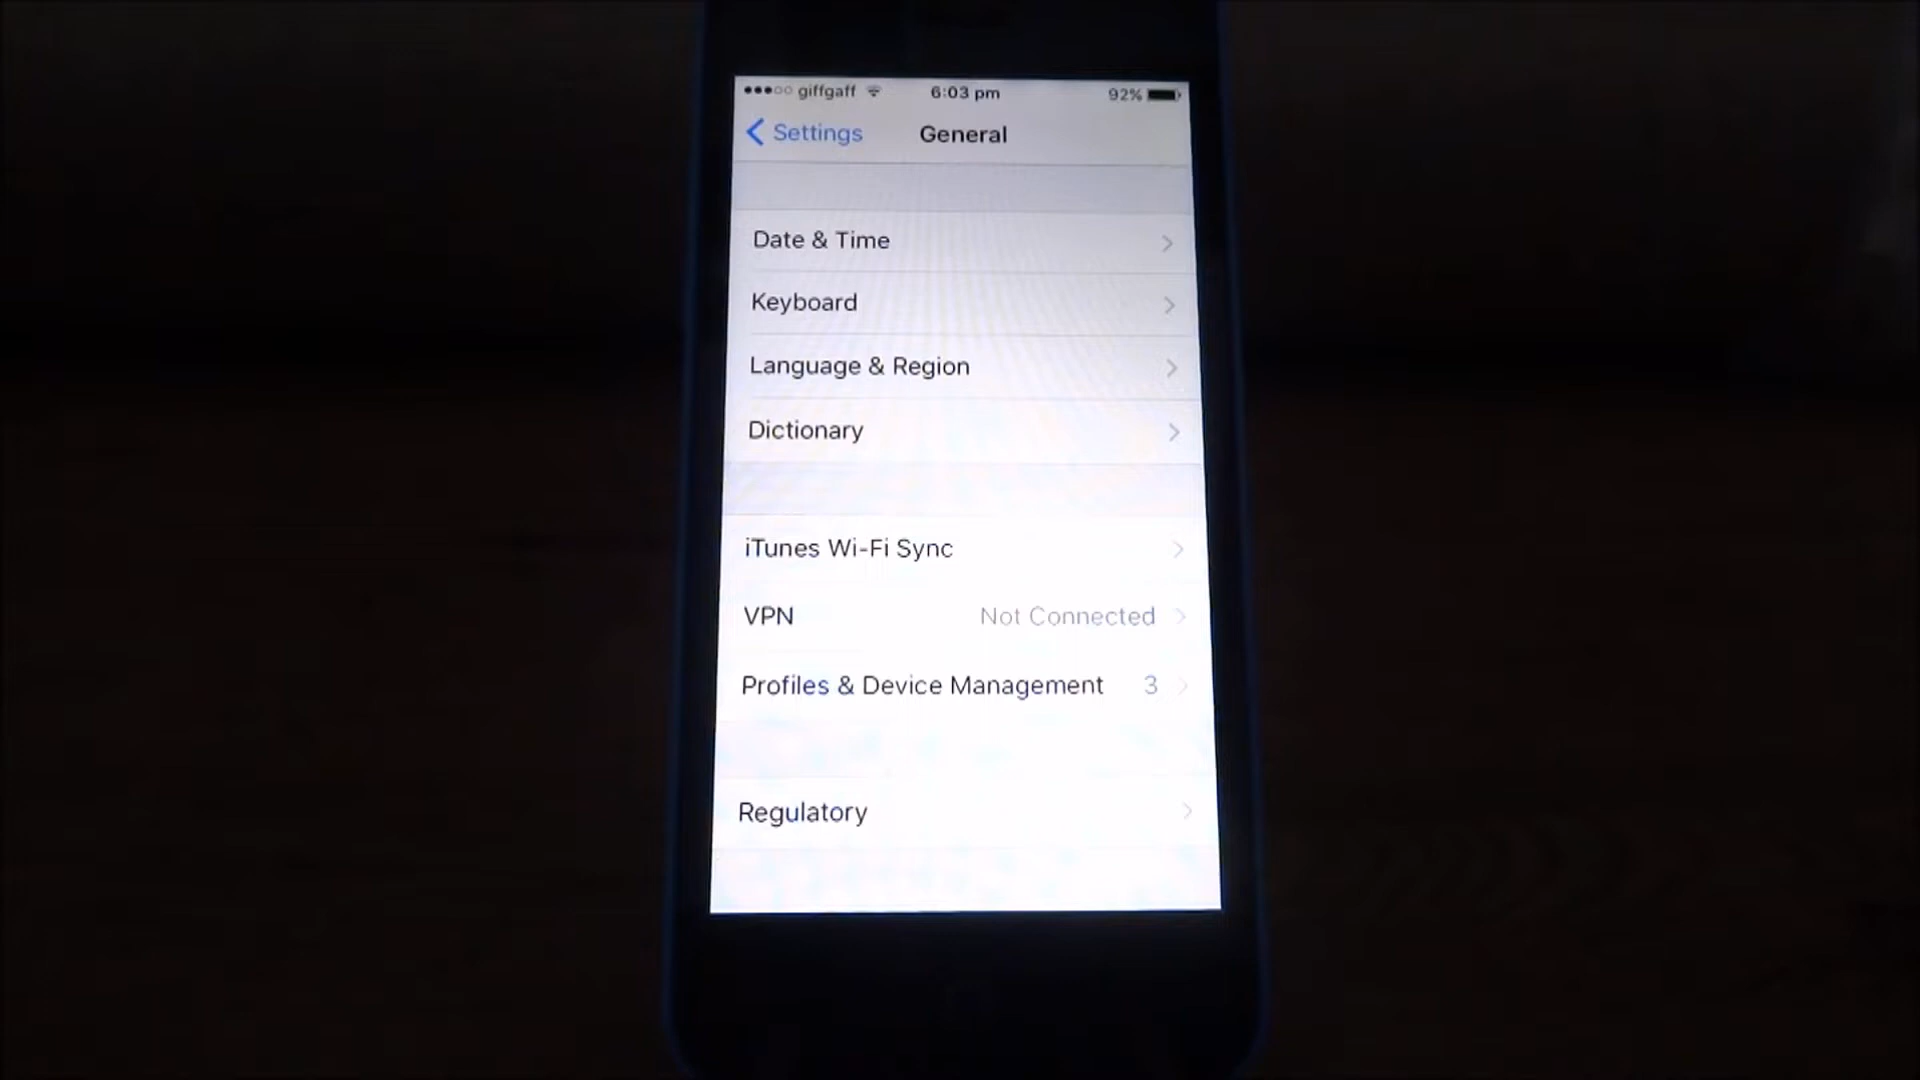 giffgaff 6:03 pm 92%
Settings General
Date & Time
Keyboard
Language & Region
Dictionary
iTunes Wi-Fi Sync
VPN Not Connected
Profiles & Device Management 3
Regulatory